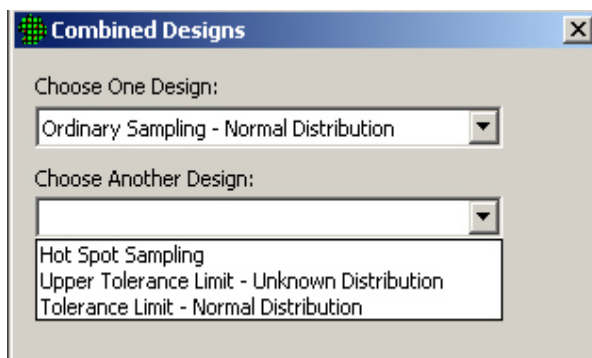 Combined Designs
Choose One Design:
Ordinary Sampling - Normal Distribution
Choose Another Design:
Hot Spot Sampling
Upper Tolerance Limit - Unknown Distribution
Tolerance Limit - Normal Distribution